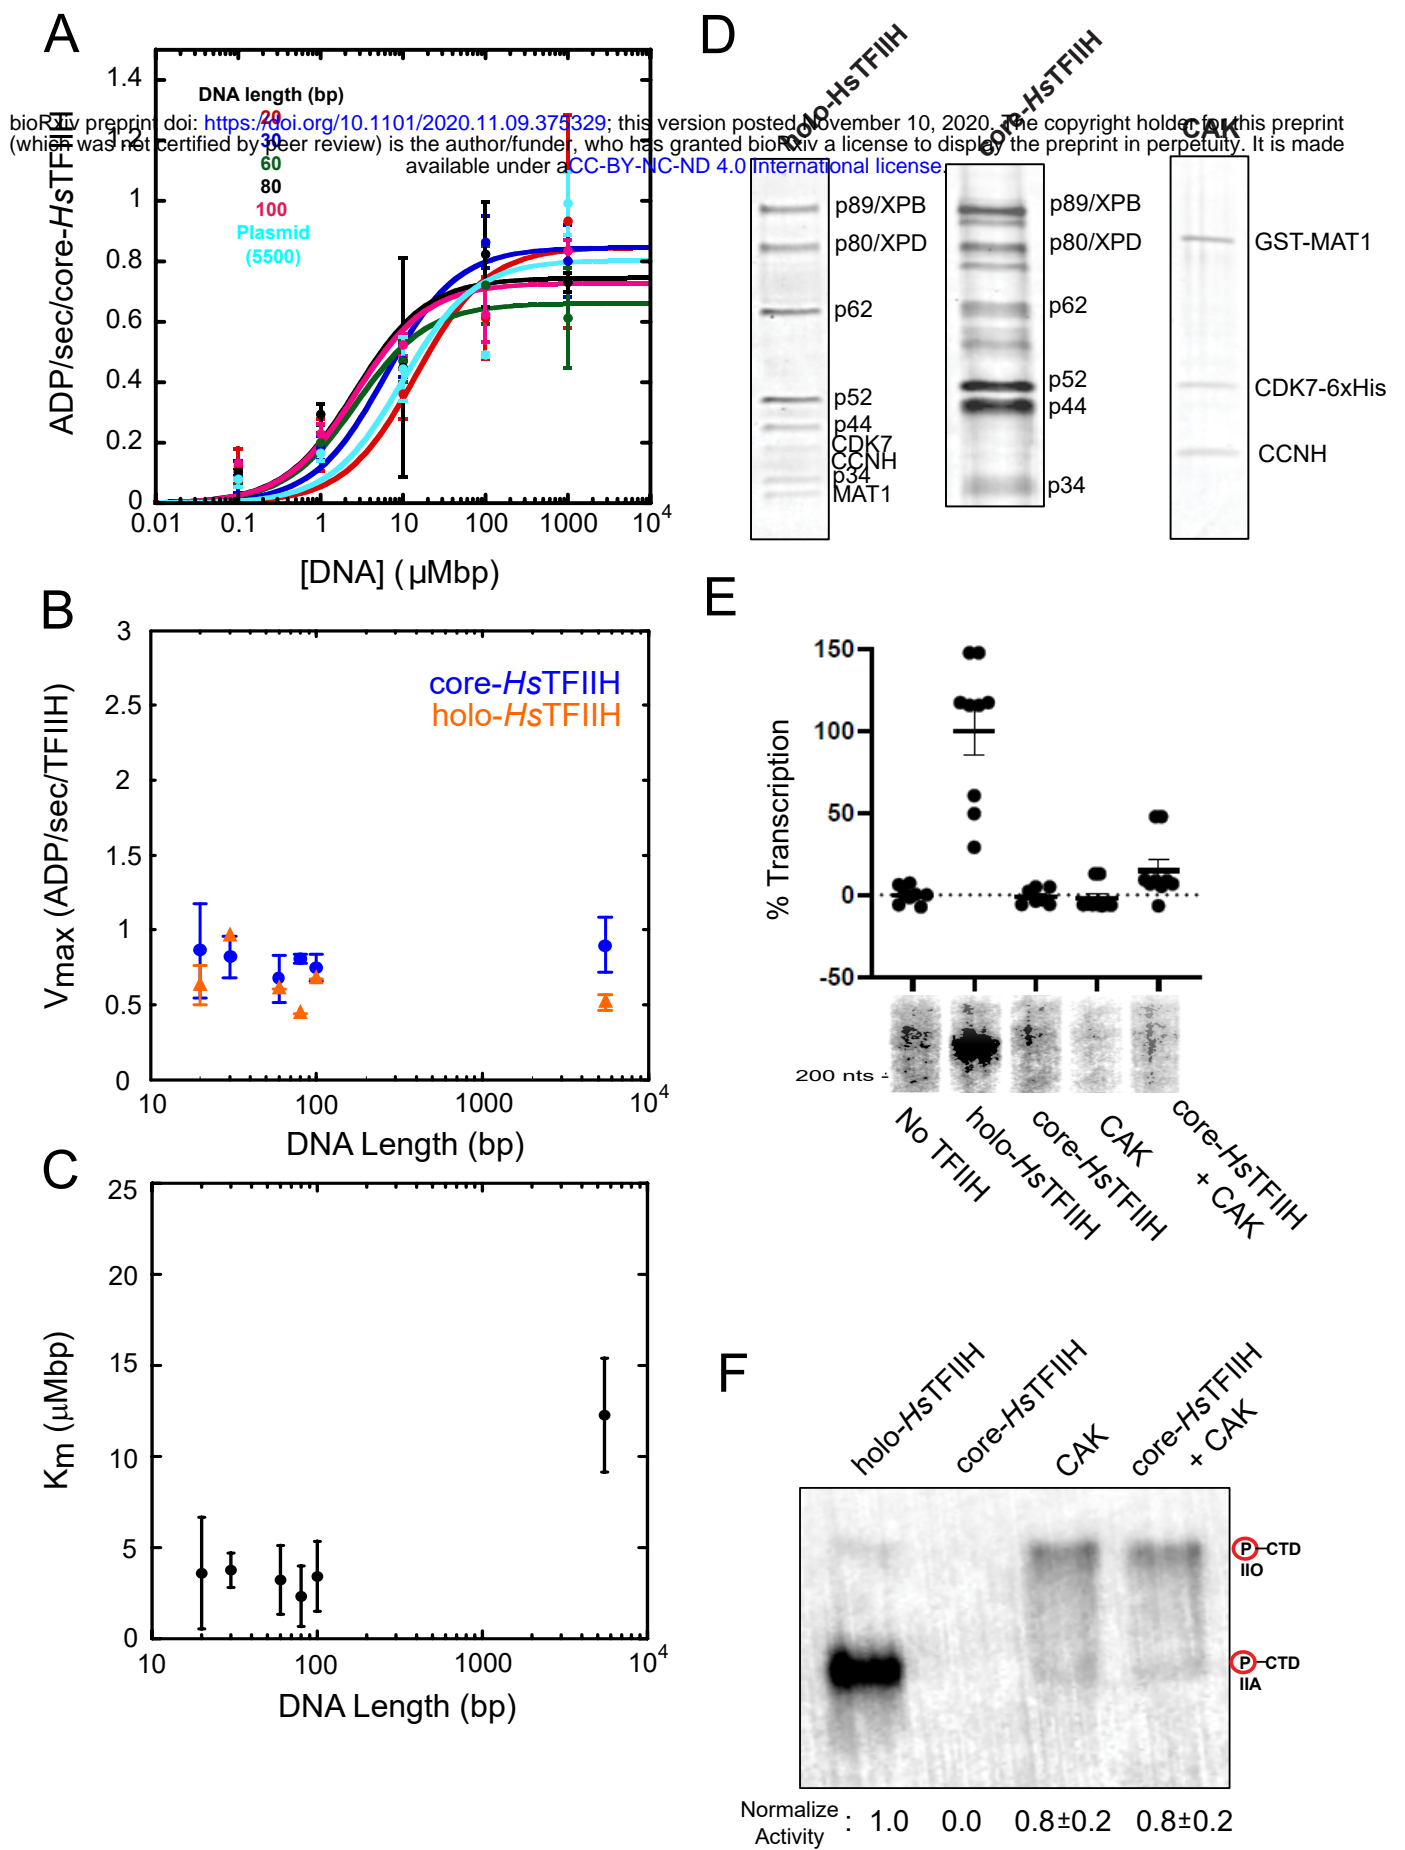 A
ADP/sec/core-HsTFIIH
1.4
1.2
1
0.8
0.6
0.4
0.2
0
0.01
0.1
1
10
100
1000
10^4
[DNA] (µMbp)
DNA length (bp)
20
30
60
80
100
Plasmid
(5500)
bioRxiv preprint doi: https://doi.org/10.1101/2020.11.09.375329; this version posted November 10, 2020. The copyright holder for this preprint
(which was not certified by peer review) is the author/funder, who has granted bioRxiv a license to display the preprint in perpetuity. It is made
available under aCC-BY-NC-ND 4.0 International license.
B
Vmax (ADP/sec/TFIIH)
3
2.5
2
1.5
1
0.5
0
10
100
1000
10^4
DNA Length (bp)
core-HsTFIIH
holo-HsTFIIH
C
Km (µMbp)
25
20
15
10
5
0
10
100
1000
10^4
DNA Length (bp)
D
holo-HsTFIIH
p89/XPB
p80/XPD
p62
p52
p44
CDK7
CCNH
p34
MAT1
core-HsTFIIH
p89/XPB
p80/XPD
p62
p52
p44
p34
CAK
GST-MAT1
CDK7-6xHis
CCNH
E
% Transcription
150
100
50
0
-50
200 nts -
No TFIIH
holo-HsTFIIH
core-HsTFIIH
CAK
core-HsTFIIH
+ CAK
F
holo-HsTFIIH
core-HsTFIIH
CAK
core-HsTFIIH
+ CAK
P-CTD
IIO
P-CTD
IIA
Normalize
Activity
: 1.0 0.0 0.8±0.2 0.8±0.2